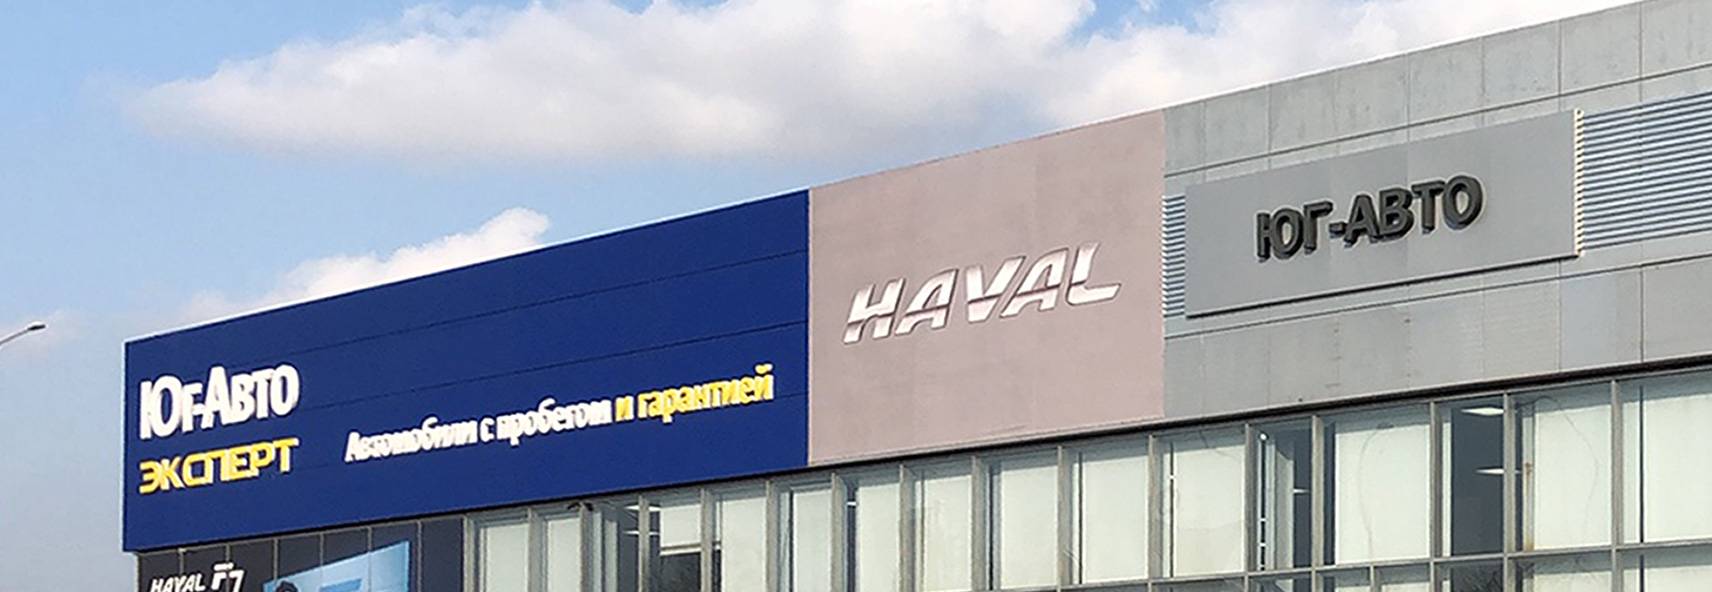 Юг-Авто
ЭКСПЕРТ
Автомобили с пробегом и гарантией
HAVAL
ЮГ-АВТО
HAVAL F7